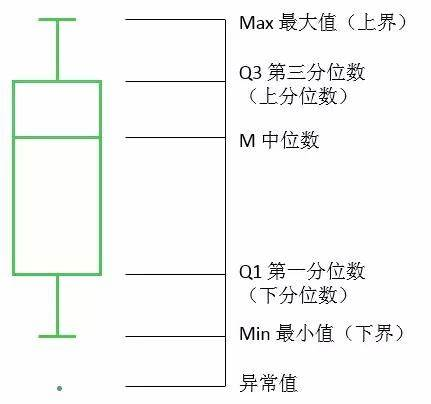 Max 最大值（上界）
Q3 第三分位数
（上分位数）
M 中位数
Q1 第一分位数
（下分位数）
Min 最小值（下界）
异常值